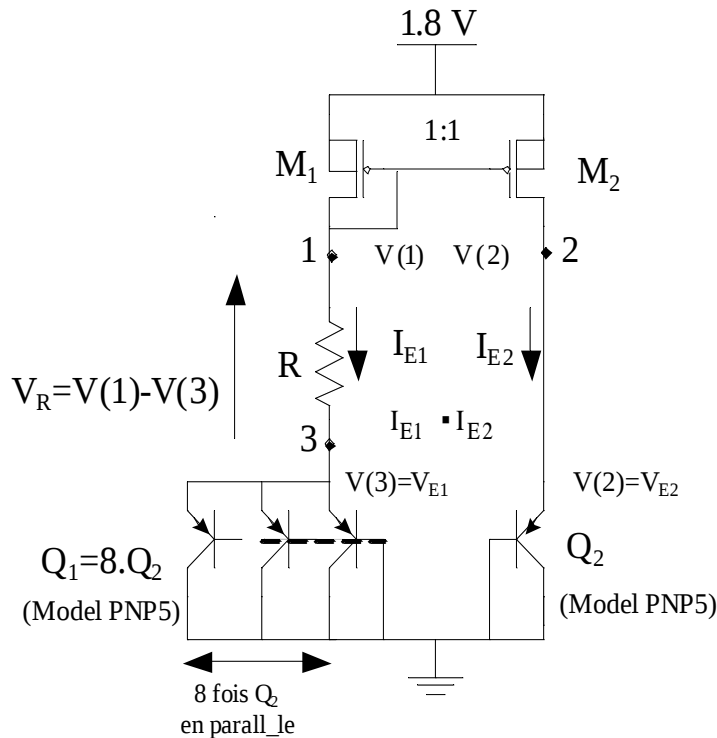 1.8 V
1:1
M1
M2
1
V(1)
V(2)
2
IE1
IE2
R
VR=V(1)-V(3)
3
IE1 ▪ IE2
V(3)=VE1
V(2)=VE2
Q1=8.Q2
Q2
(Model PNP5)
(Model PNP5)
8 fois Q2
en parall_le